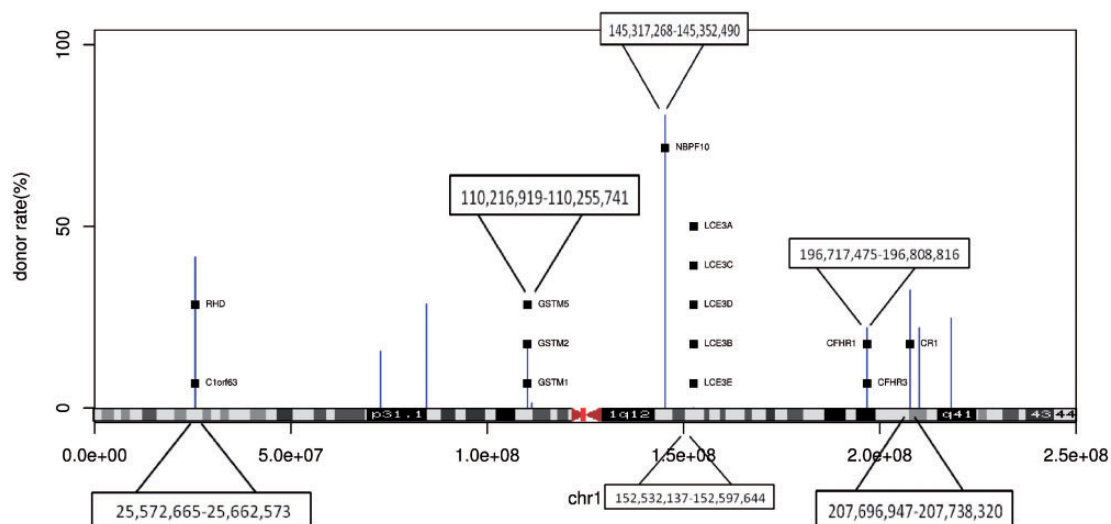 145,317,268-145,352,490
100
NBPF10
110,216,919-110,255,741
LCE3A
50
donor rate(%)
LCE3C
196,717,475-196,808,816
RHD
GSTM5
LCE3D
GSTM2
LCE3B
CFHR1
CR1
C1orf63
GSTM1
LCE3E
CFHR3
0
p31.1
1q12
q41
43
44
0.0e+00
5.0e+07
1.0e+08
1.5e+08
2.0e+08
2.5e+08
chr1
152,532,137-152,597,644
25,572,665-25,662,573
207,696,947-207,738,320